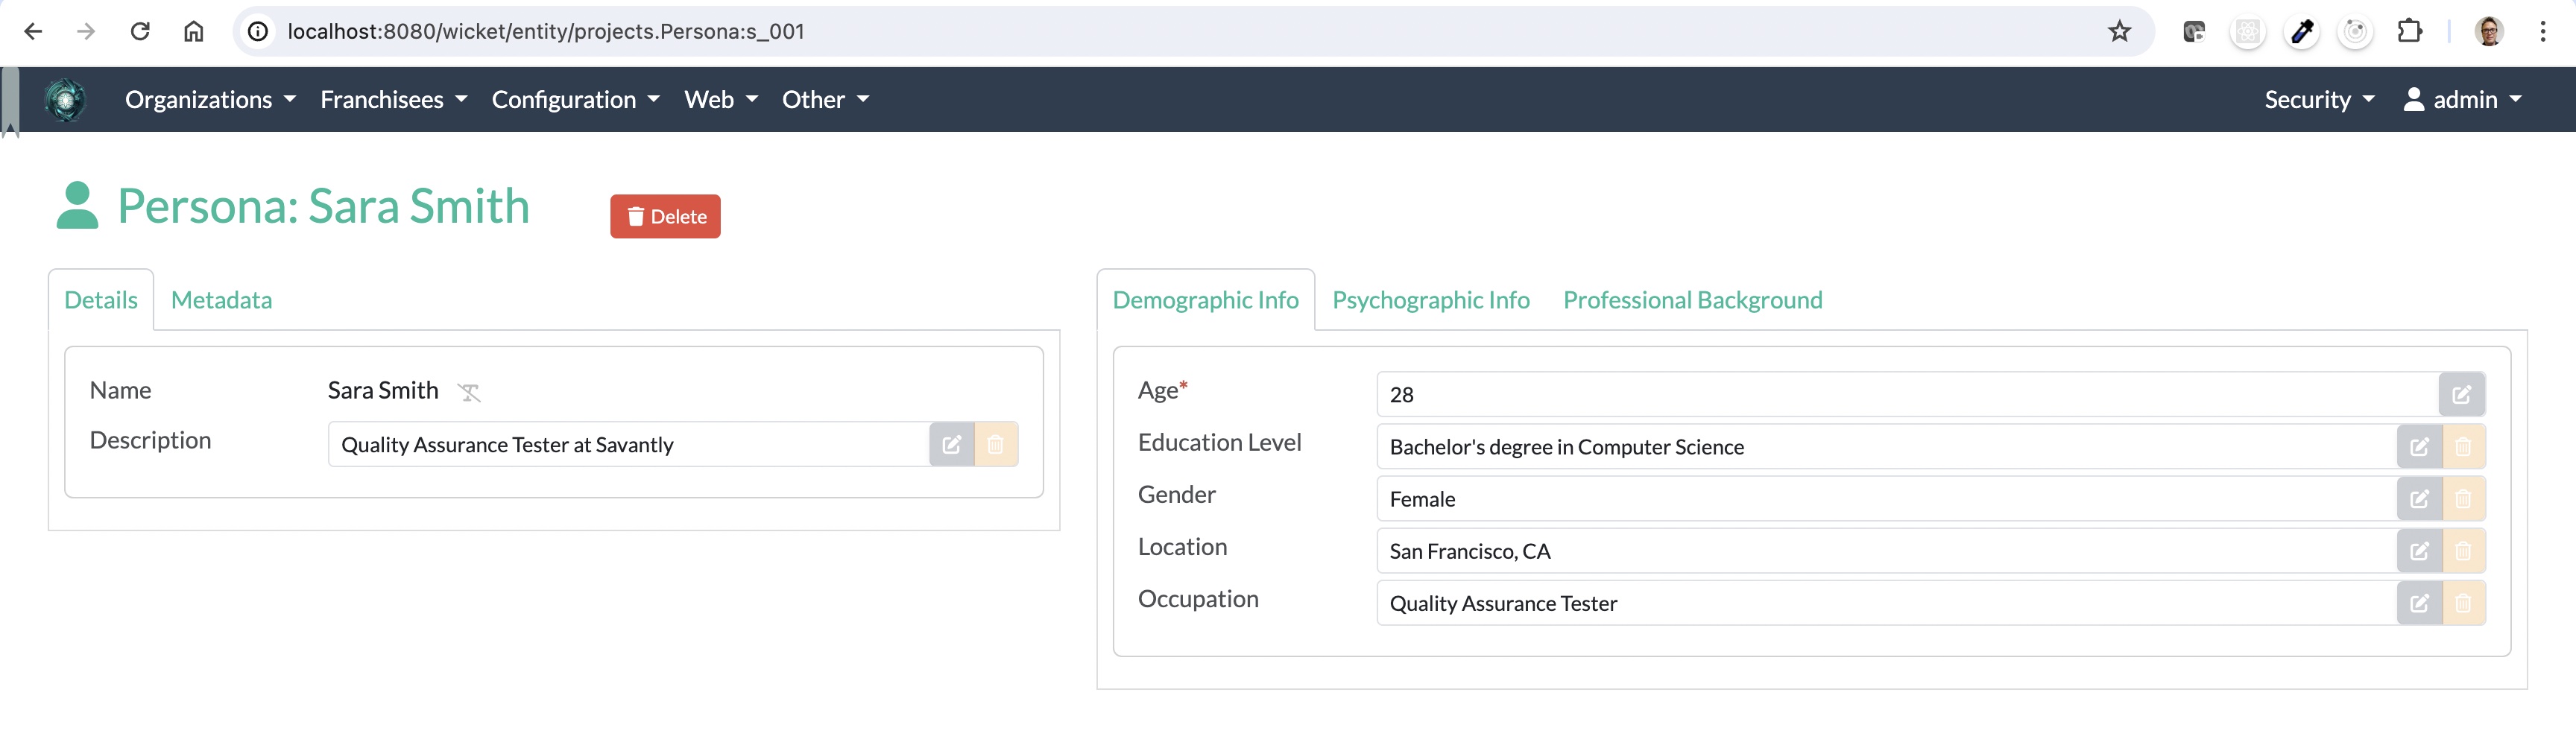 localhost:8080/wicket/entity/projects.Persona:s_001
Organizations Franchisees Configuration Web Other Security admin
Persona: Sara Smith Delete
Details Metadata
Name Sara Smith
Description Quality Assurance Tester at Savantly
Demographic Info Psychographic Info Professional Background
Age* 28
Education Level Bachelor's degree in Computer Science
Gender Female
Location San Francisco, CA
Occupation Quality Assurance Tester